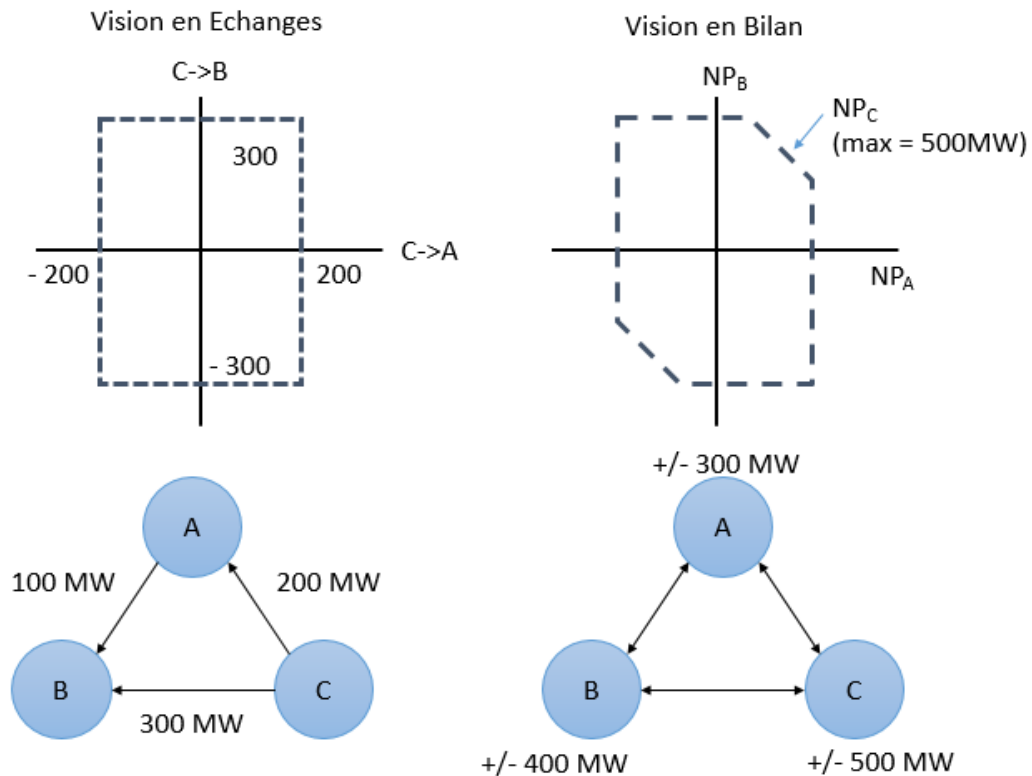 Vision en Echanges
C->B
300
C->A
- 200
200
- 300
Vision en Bilan
NPB
NPC
(max = 500MW)
NPA
A
100 MW
200 MW
B
C
300 MW
+/- 300 MW
A
B
C
+/- 400 MW
+/- 500 MW